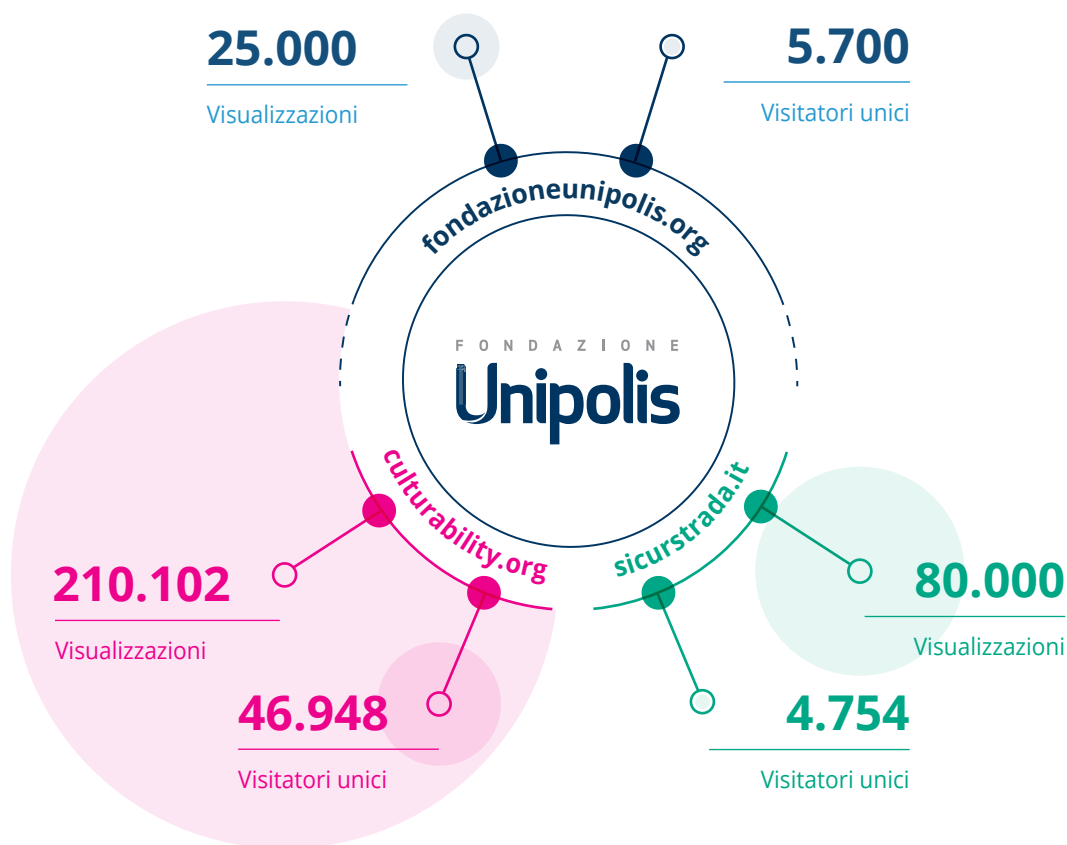 25.000
Visualizzazioni
5.700
Visitatori unici
fondazioneunipolis.org
FONDAZIONE
Unipolis
culturability.org
sicurstrada.it
210.102
Visualizzazioni
80.000
Visualizzazioni
46.948
Visitatori unici
4.754
Visitatori unici